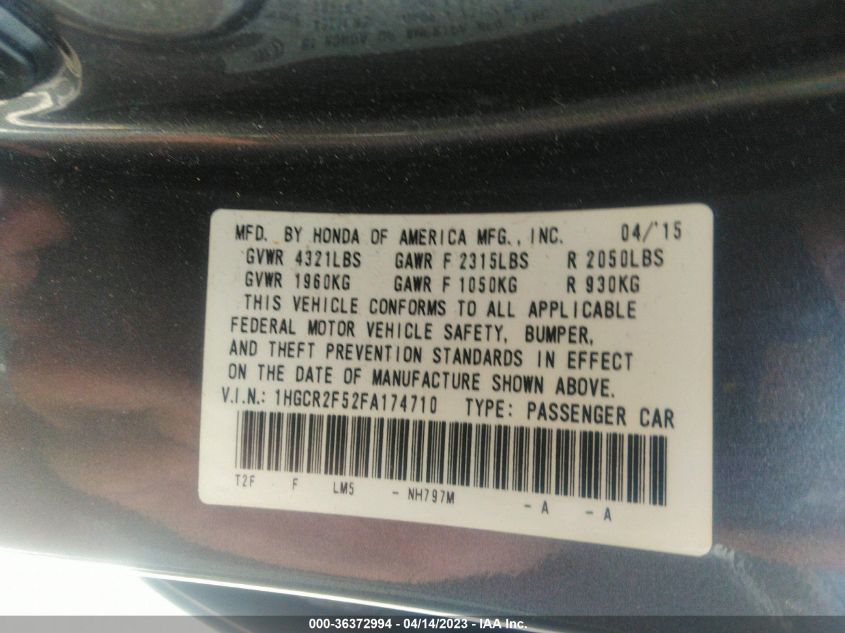 MFD. BY HONDA OF AMERICA MFG., INC. 04/'15
GVWR 4321LBS GAWR F 2315LBS R 2050LBS
GVWR 1960KG GAWR F 1050KG R 930KG
THIS VEHICLE CONFORMS TO ALL APPLICABLE
FEDERAL MOTOR VEHICLE SAFETY, BUMPER,
AND THEFT PREVENTION STANDARDS IN EFFECT
ON THE DATE OF MANUFACTURE SHOWN ABOVE.
V.I.N.: 1HGCR2F52FA174710 TYPE: PASSENGER CAR
T2F F LM5 - NH797M - A - A
000-36372994 - 04/14/2023 - IAA Inc.